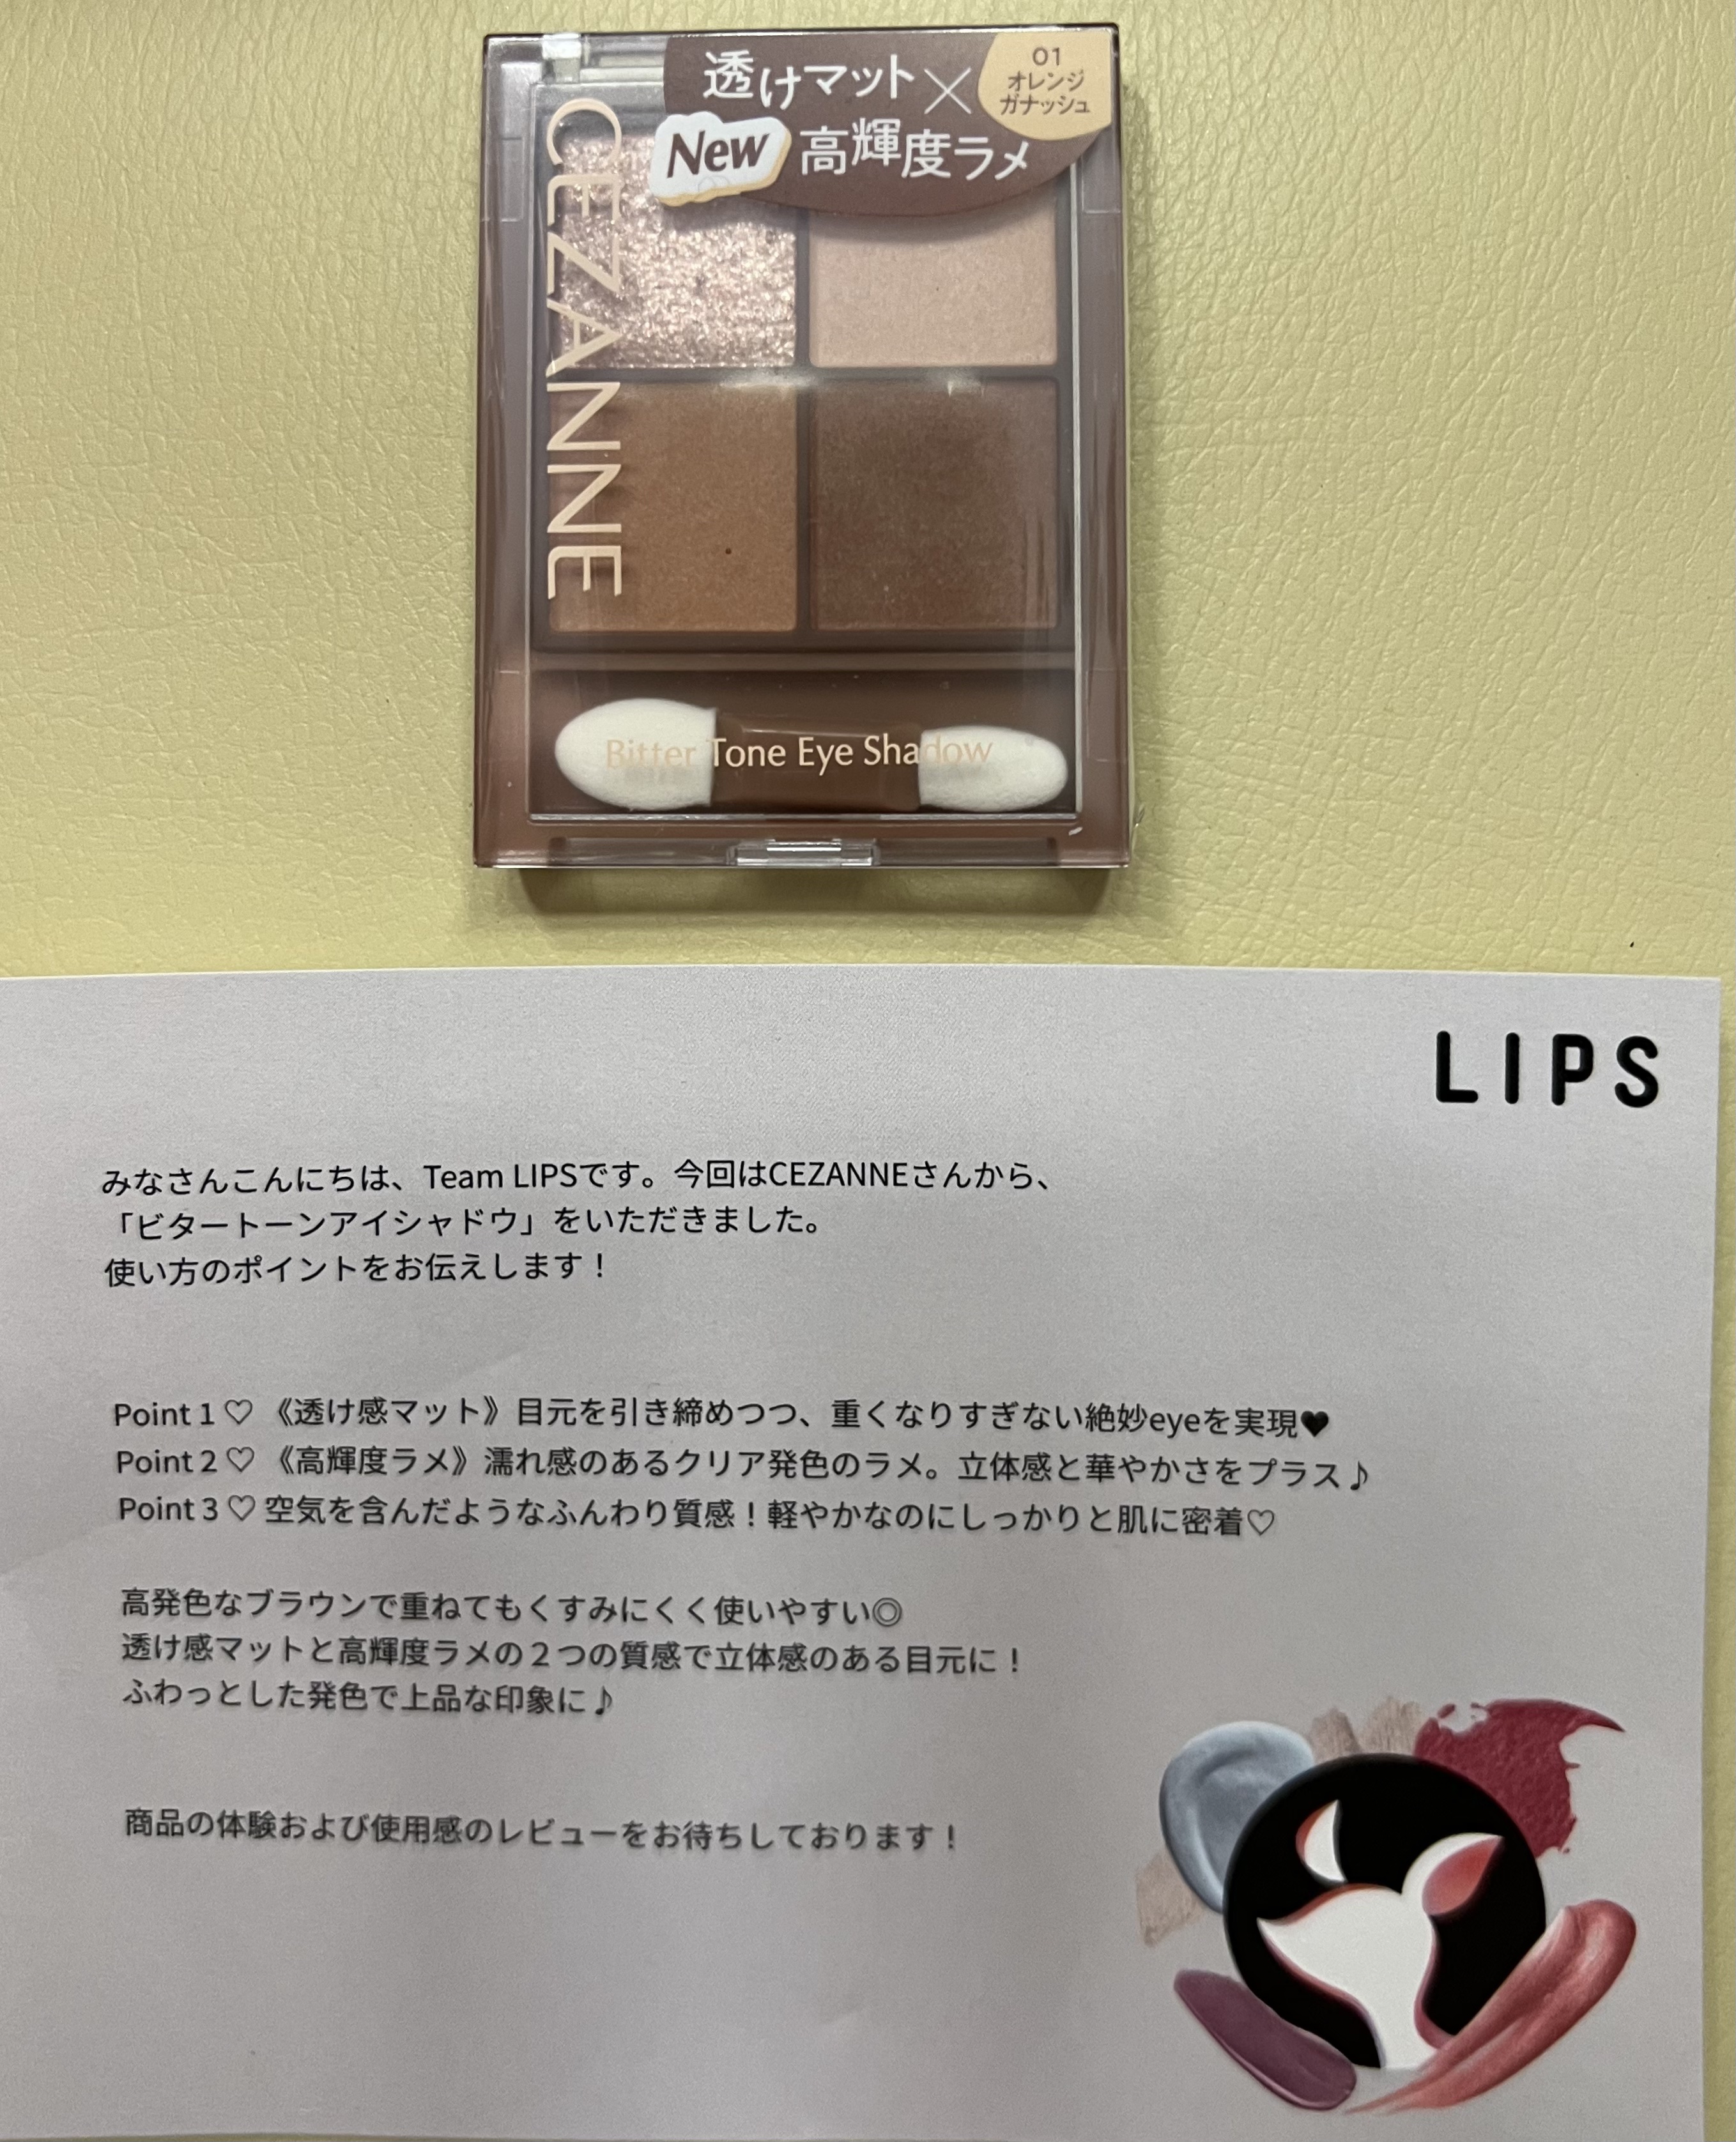 透けマット×
New 高輝度ラメ
01
オレンジ
ガナッシュ
CEZANNE
Bitter Tone Eye Shadow
LIPS
みなさんこんにちは、Team LIPSです。今回はCEZANNEさんから、
「ビタートーンアイシャドウ」をいただきました。
使い方のポイントをお伝えします！
Point 1 ♡ 《透け感マット》目元を引き締めつつ、重くなりすぎない絶妙eyeを実現♥
Point 2 ♡ 《高輝度ラメ》濡れ感のあるクリア発色のラメ。立体感と華やかさをプラス♪
Point 3 ♡ 空気を含んだようなふんわり質感！軽やかなのにしっかりと肌に密着♡
高発色なブラウンで重ねてもくすみにくく使いやすい◎
透け感マットと高輝度ラメの２つの質感で立体感のある目元に！
ふわっとした発色で上品な印象に♪
商品の体験および使用感のレビューをお待ちしております！